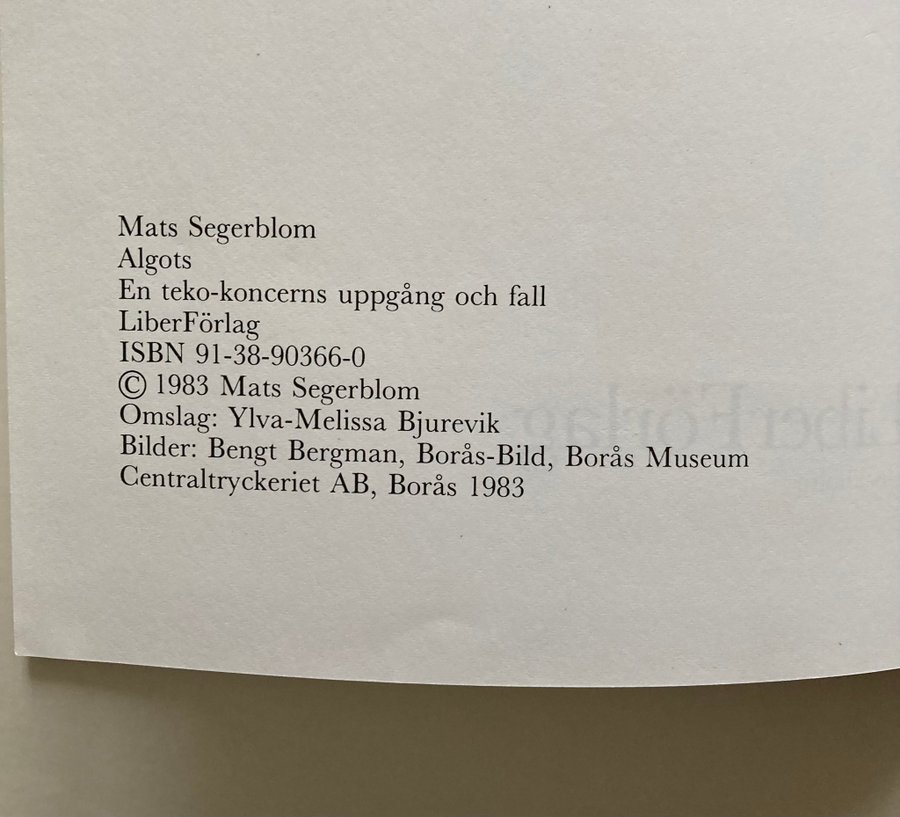 Mats Segerblom
Algots
En teko-koncerns uppgång och fall
LiberFörlag
ISBN 91-38-90366-0
© 1983 Mats Segerblom
Omslag: Ylva-Melissa Bjurevik
Bilder: Bengt Bergman, Borås-Bild, Borås Museum
Centraltryckeriet AB, Borås 1983
LiberFörlag